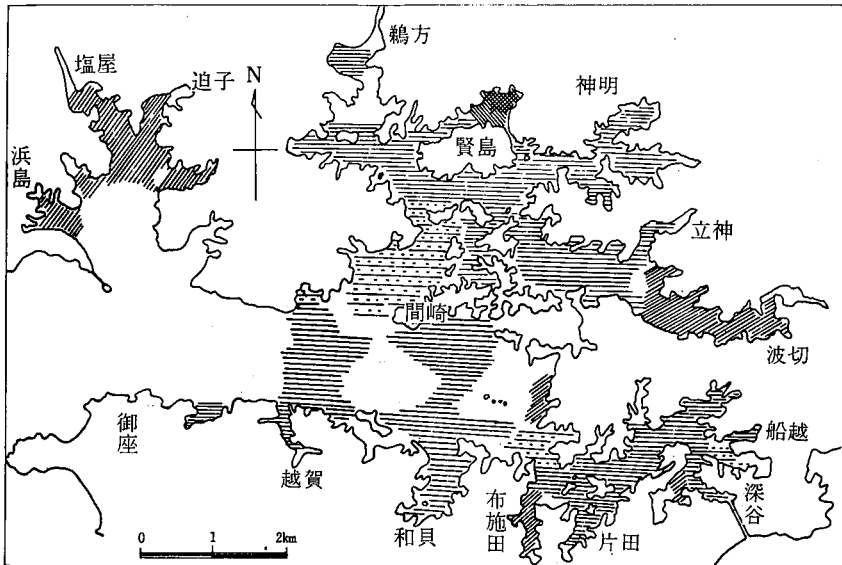 鵜方
塩屋
迫子
N
神明
浜島
賢島
立神
間崎
波切
御座
越賀
船越
和貝
布施田
片田
深谷
0 1 2km